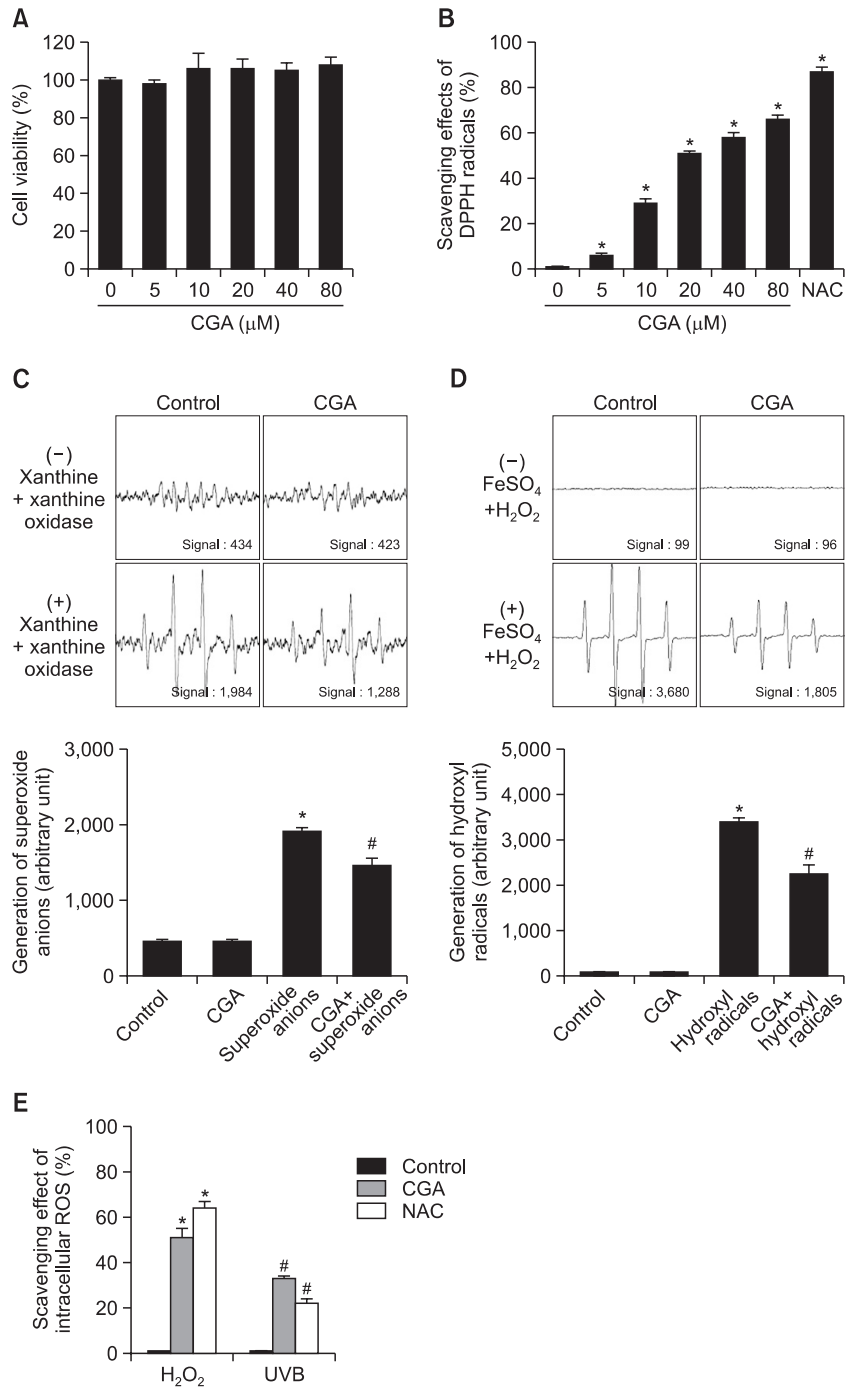 A
Cell viability (%)
120
100
80
60
40
20
0
0 5 10 20 40 80
CGA (μM)
B
Scavenging effects of
DPPH radicals (%)
100
80
60
40
20
0
* * * * * *
0 5 10 20 40 80 NAC
CGA (μM)
C
Control CGA
(−)
Xanthine
+ xanthine
oxidase
Signal : 434
Signal : 423
(+)
Xanthine
+ xanthine
oxidase
Signal : 1,984
Signal : 1,288
Generation of superoxide
anions (arbitrary unit)
3,000
2,000
1,000
0
*
#
Control
CGA
Superoxide
anions
CGA+
superoxide
anions
D
Control CGA
(−)
FeSO₄
+H₂O₂
Signal : 99
Signal : 96
(+)
FeSO₄
+H₂O₂
Signal : 3,680
Signal : 1,805
Generation of hydroxyl
radicals (arbitrary unit)
5,000
4,000
3,000
2,000
1,000
0
*
#
Control
CGA
Hydroxyl
radicals
CGA+
hydroxyl
radicals
E
Scavenging effect of
intracellular ROS (%)
100
80
60
40
20
0
* *
# #
H₂O₂ UVB
Control
CGA
NAC